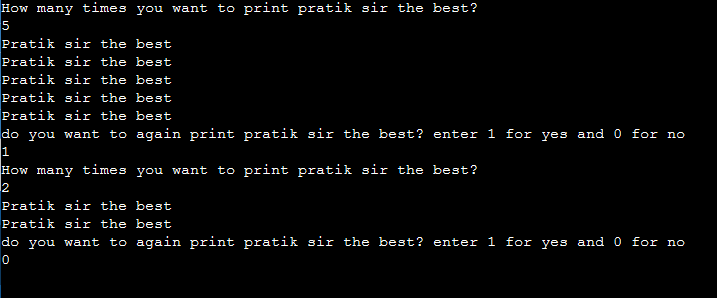 How many times you want to print pratik sir the best?
5
Pratik sir the best
Pratik sir the best
Pratik sir the best
Pratik sir the best
Pratik sir the best
do you want to again print pratik sir the best? enter 1 for yes and 0 for no
1
How many times you want to print pratik sir the best?
2
Pratik sir the best
Pratik sir the best
do you want to again print pratik sir the best? enter 1 for yes and 0 for no
0